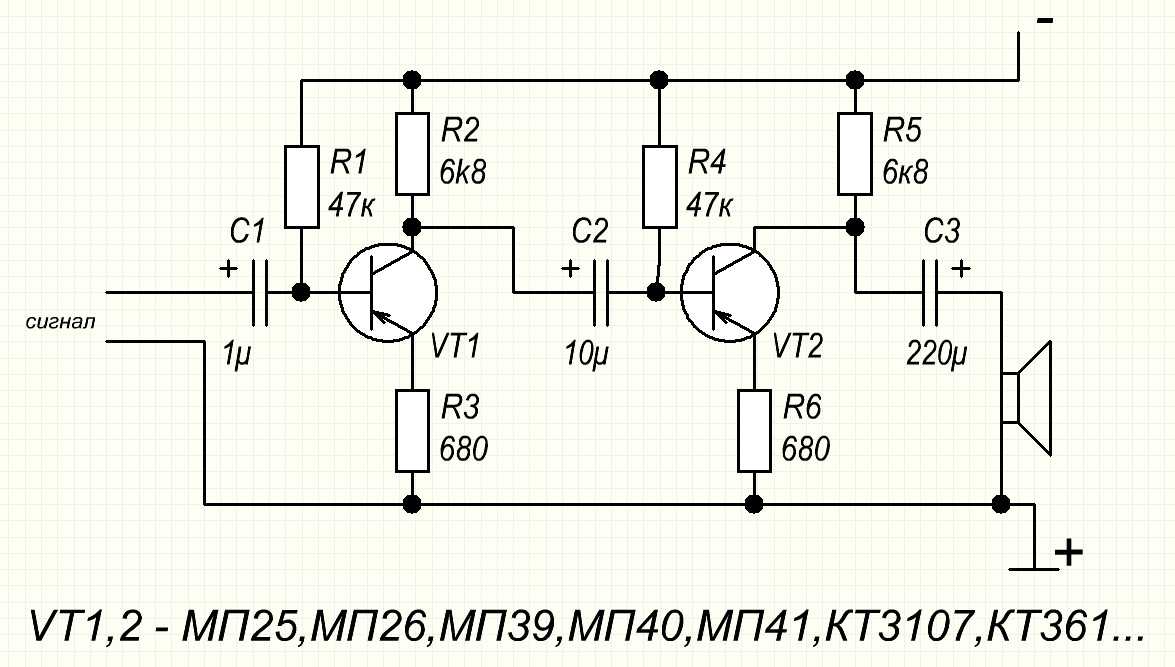 -
R2
6k8
R5
6к8
R1
47к
R4
47к
C1
+
1μ
C2
+
10μ
C3
+
220μ
сигнал
VT1
VT2
R3
680
R6
680
+
VT1,2 - МП25,МП26,МП39,МП40,МП41,КТ3107,КТ361...